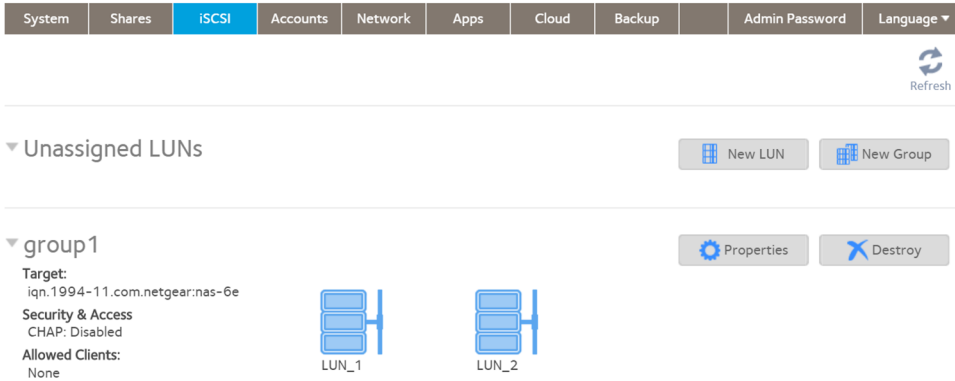 System Shares iSCSI Accounts Network Apps Cloud Backup Admin Password Language
Refresh
Unassigned LUNs New LUN New Group
group1 Properties Destroy
Target:
iqn.1994-11.com.netgear:nas-6e
Security & Access
CHAP: Disabled
Allowed Clients:
None
LUN_1 LUN_2